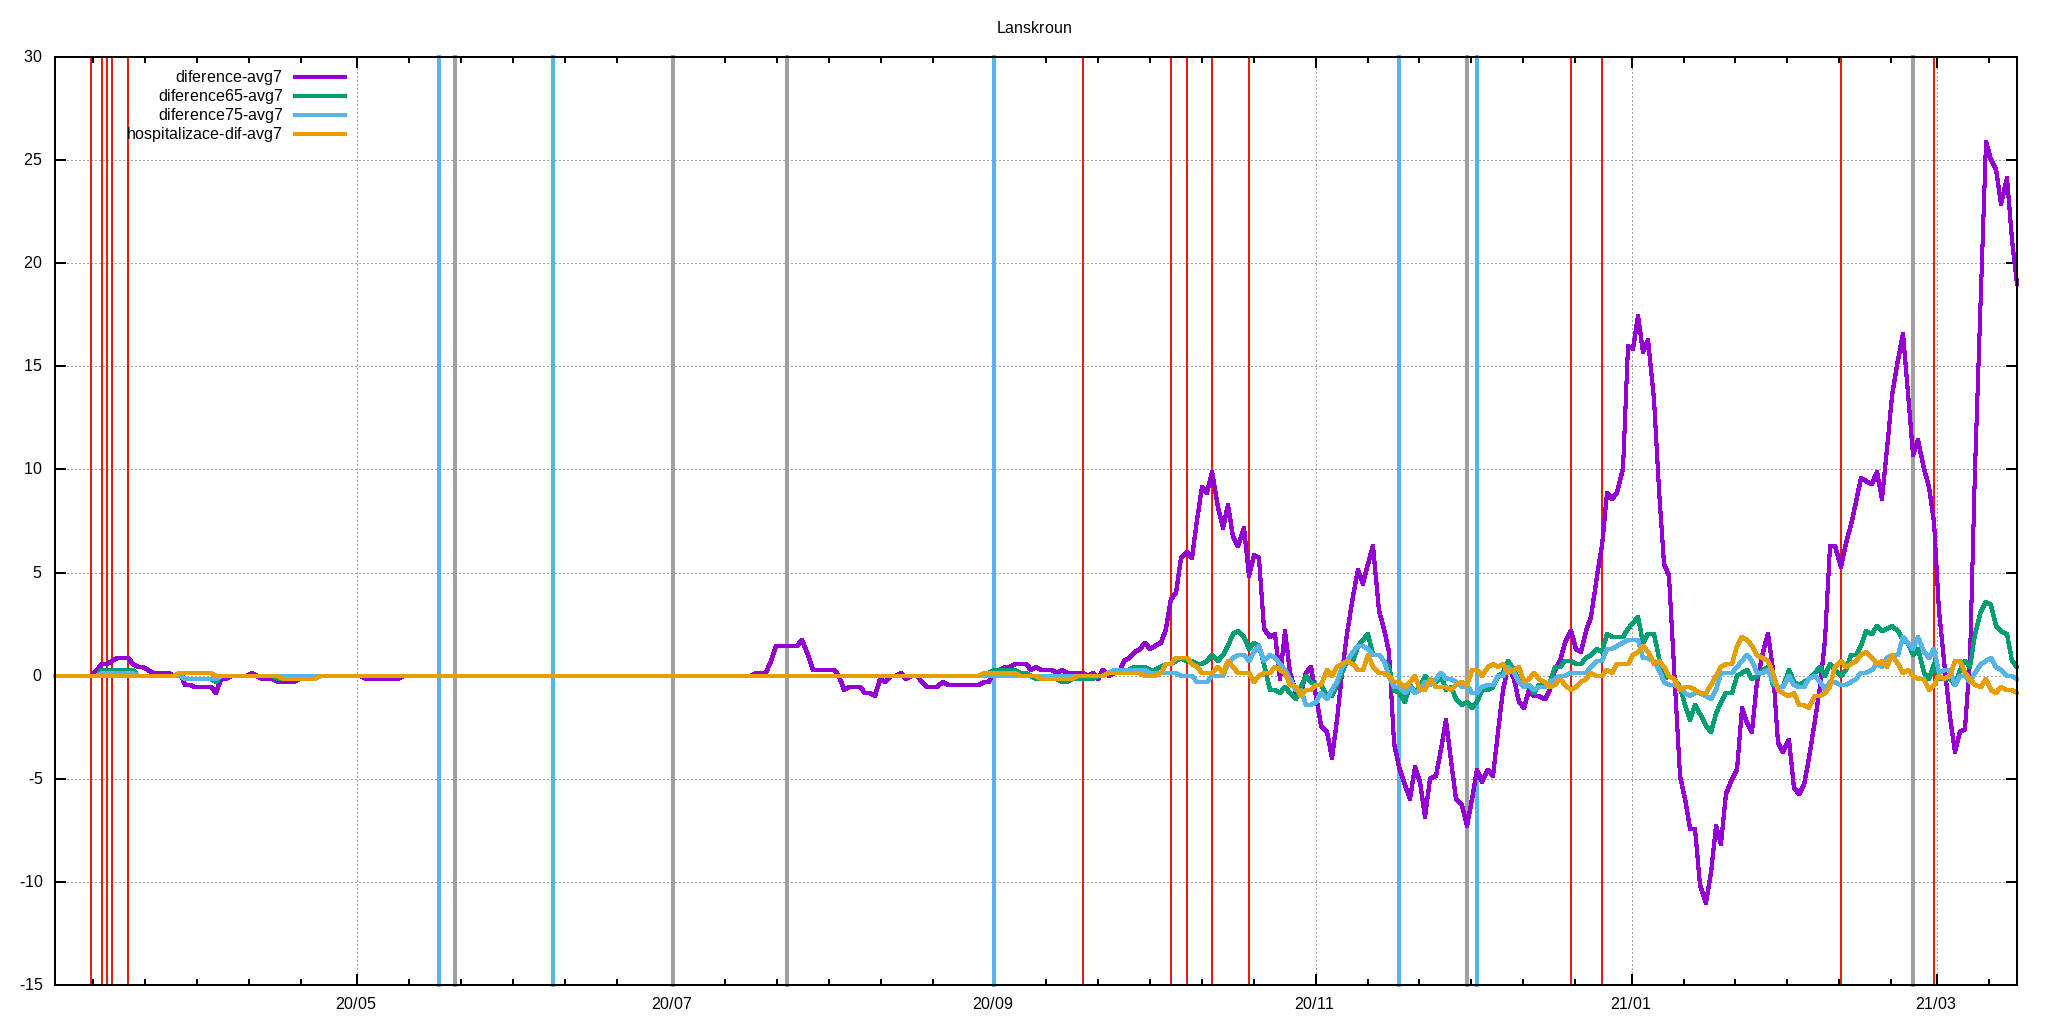 Lanskroun
30
diference-avg7
diference65-avg7
diference75-avg7
hospitalizace-dif-avg7
25
20
15
10
5
0
-5
-10
-15
20/05 20/07 20/09 20/11 21/01 21/03